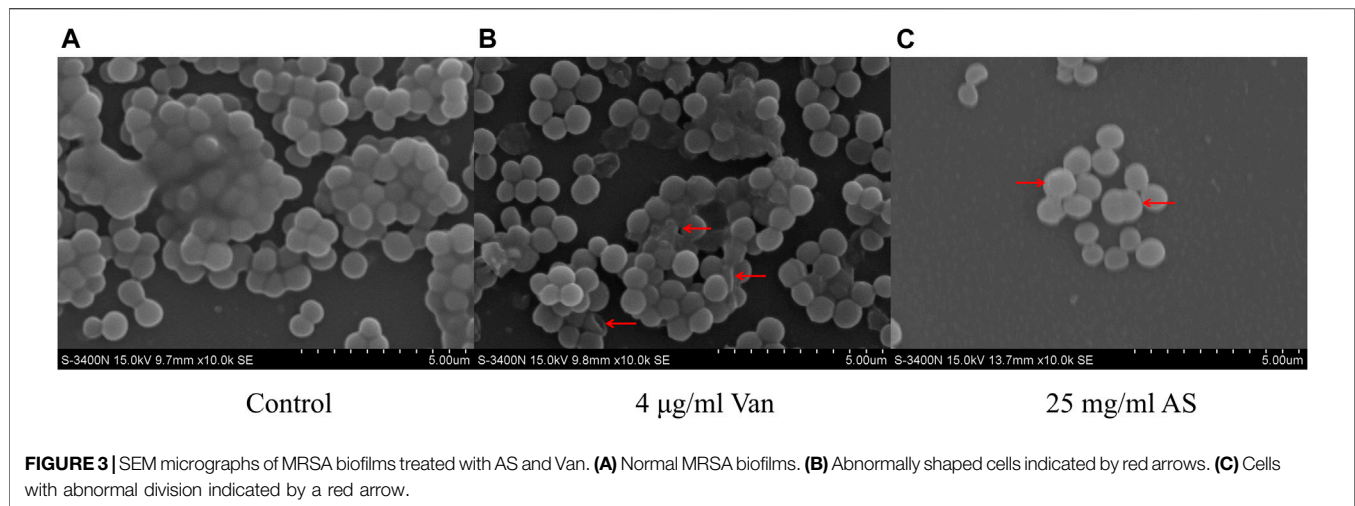 A
B
C
S-3400N 15.0kV 9.7mm x10.0k SE 5.00um
S-3400N 15.0kV 9.8mm x10.0k SE 5.00um
S-3400N 15.0kV 13.7mm x10.0k SE 5.00um
Control
4 μg/ml Van
25 mg/ml AS
FIGURE 3 | SEM micrographs of MRSA biofilms treated with AS and Van. (A) Normal MRSA biofilms. (B) Abnormally shaped cells indicated by red arrows. (C) Cells
with abnormal division indicated by a red arrow.